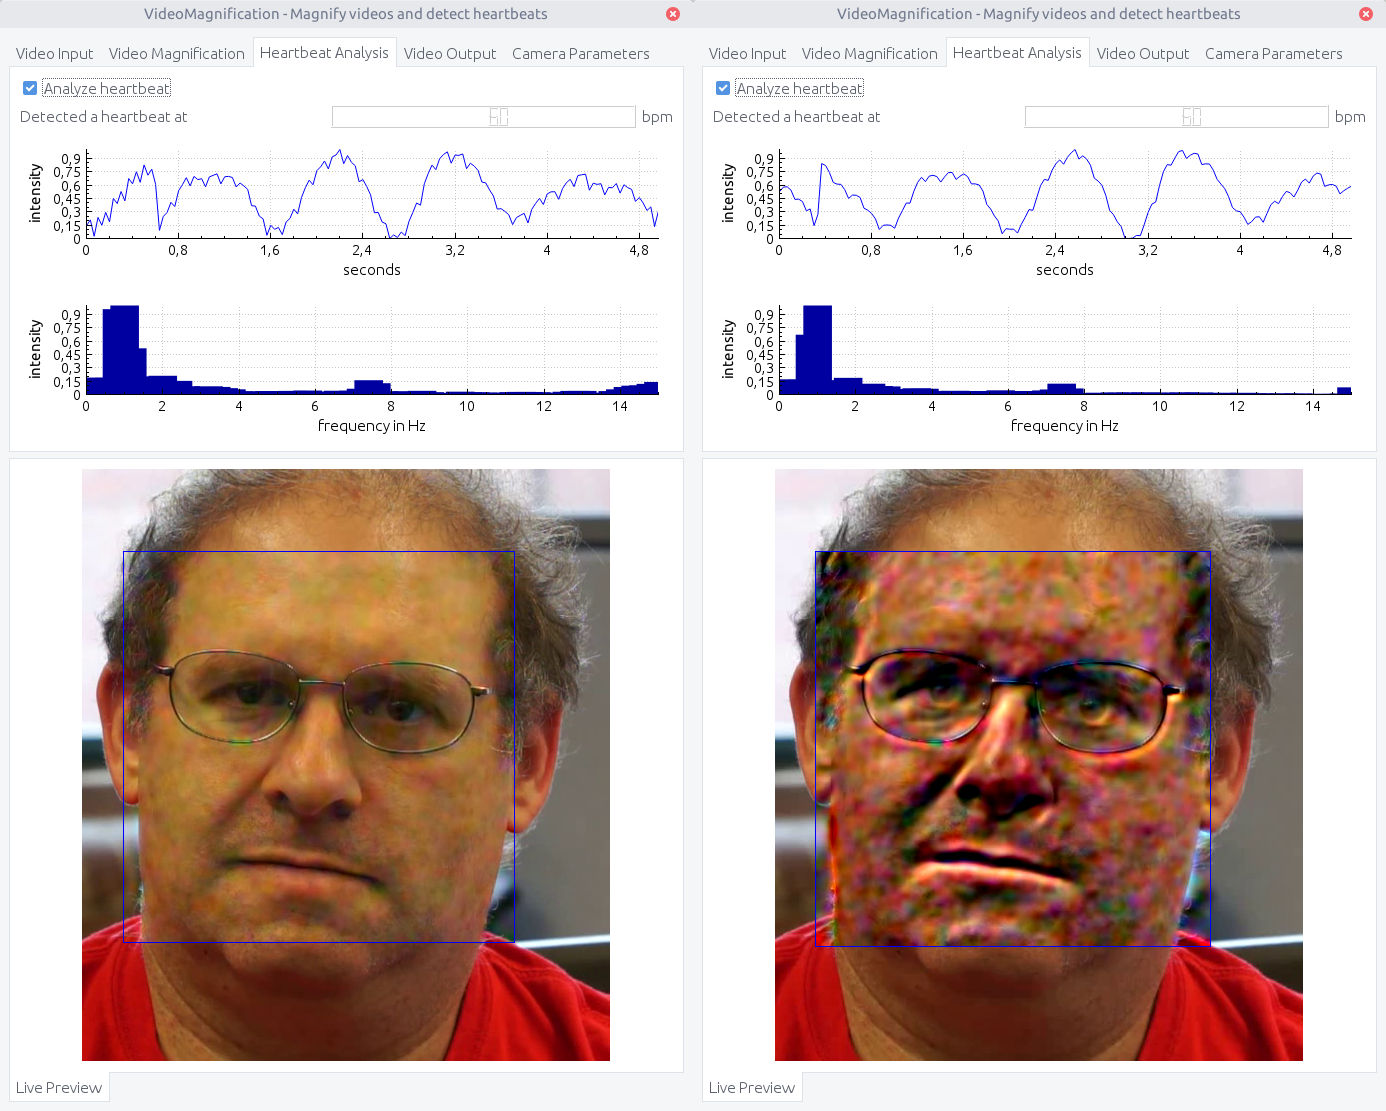 VideoMagnification - Magnify videos and detect heartbeats
Video Input Video Magnification Heartbeat Analysis Video Output Camera Parameters
Analyze heartbeat
Detected a heartbeat at 60 bpm
intensity
0,9
0,75
0,6
0,45
0,3
0,15
0
0 0,8 1,6 2,4 3,2 4 4,8
seconds
intensity
0,9
0,75
0,6
0,45
0,3
0,15
0
0 2 4 6 8 10 12 14
frequency in Hz
Live Preview
VideoMagnification - Magnify videos and detect heartbeats
Video Input Video Magnification Heartbeat Analysis Video Output Camera Parameters
Analyze heartbeat
Detected a heartbeat at 60 bpm
intensity
0,9
0,75
0,6
0,45
0,3
0,15
0
0 0,8 1,6 2,4 3,2 4 4,8
seconds
intensity
0,9
0,75
0,6
0,45
0,3
0,15
0
0 2 4 6 8 10 12 14
frequency in Hz
Live Preview